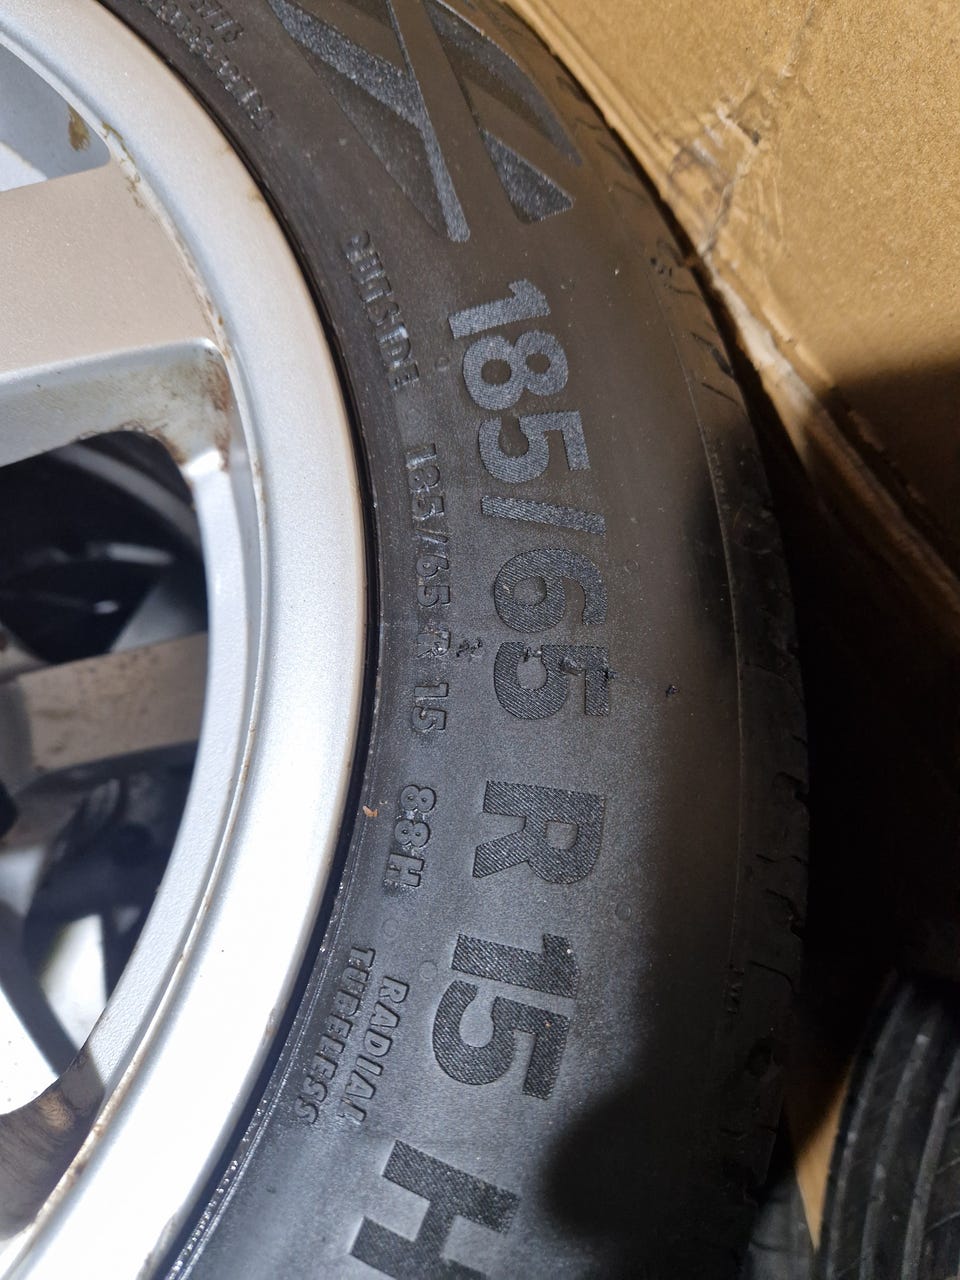 185/65 R 15 H
OUTSIDE 185/65 R 15 88H
RADIAL
TUBELESS